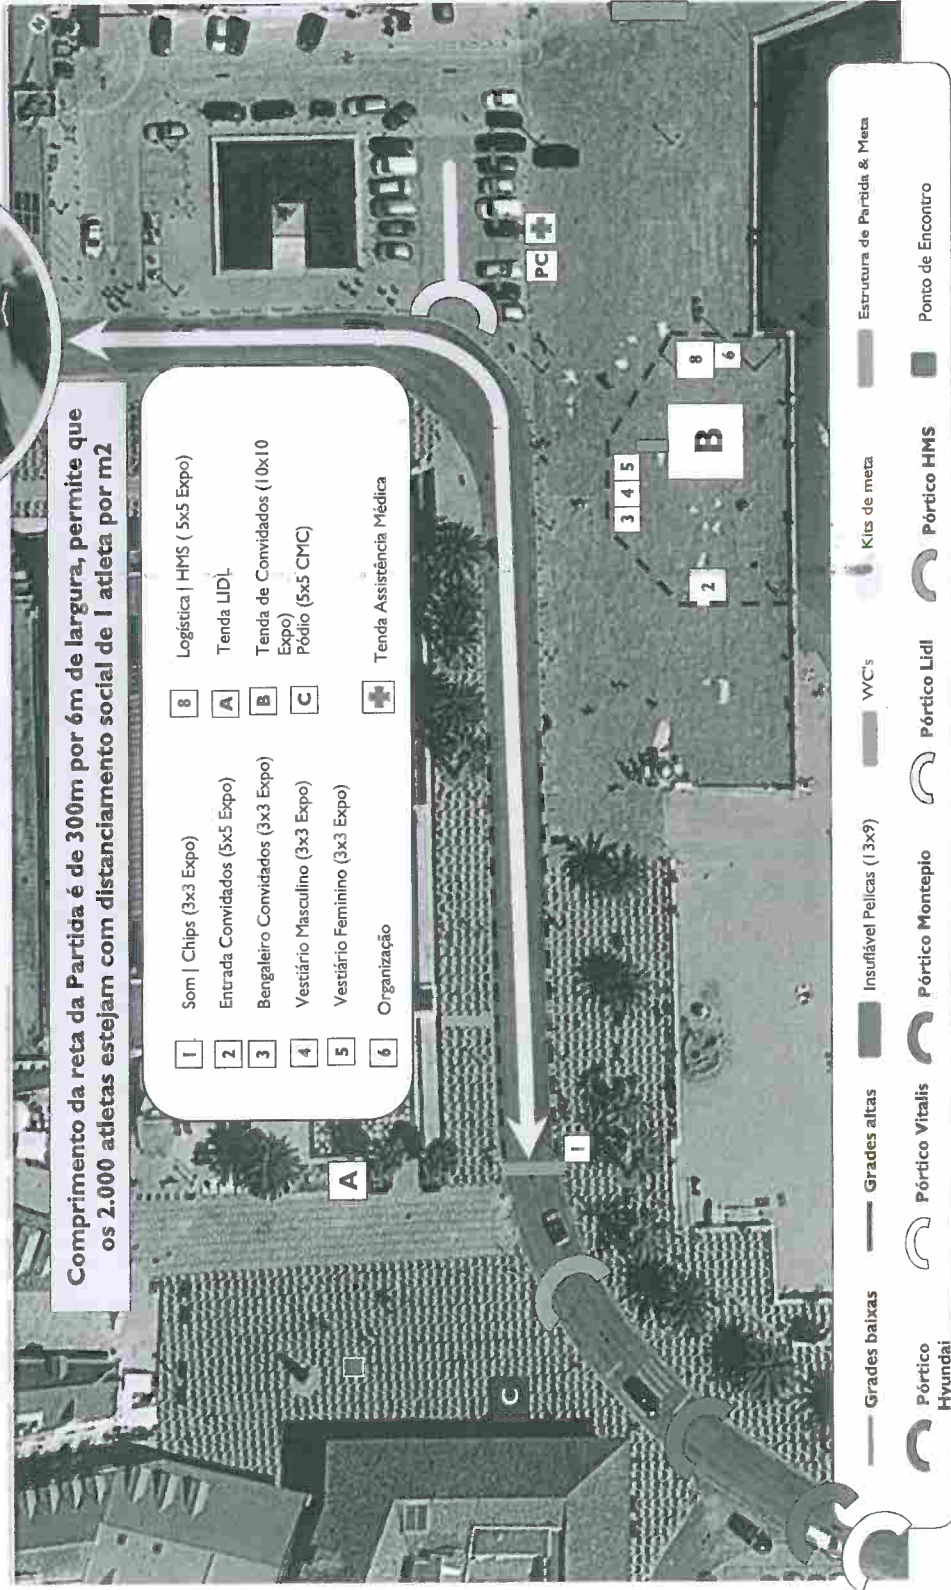 Comprimento da reta da Partida é de 300m por 6m de largura, permite que
os 2.000 atletas estejam com distanciamento social de 1 atleta por m2
1 Som | Chips (3x3 Expo)
2 Entrada Convidados (5x5 Expo)
3 Bengaleiro Convidados (3x3 Expo)
4 Vestiário Masculino (3x3 Expo)
5 Vestiário Feminino (3x3 Expo)
6 Organização
8 Logística | HMS ( 5x5 Expo)
A Tenda LIDL
B Tenda de Convidados (10x10
Expo)
C Pódio (5x5 CMC)
Tenda Assistência Médica
N
A
1
C
PC
2
3 4 5
B
8
6
Grades baixas
Grades altas
Insuflável Pelicas (13x9)
WC's
Kits de meta
Estrutura de Partida & Meta
Pórtico
Hyundai
Pórtico Vitalis
Pórtico Montepio
Pórtico Lidl
Pórtico HMS
Ponto de Encontro